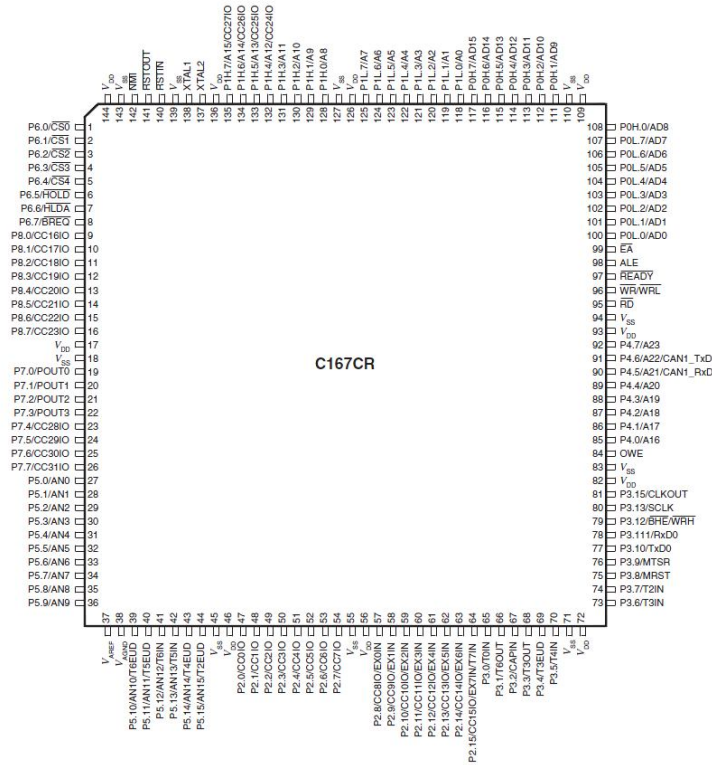 144 V_DD
143 V_SS
142 NMI
141 RSTOUT
140 RSTIN
139 V_SS
138 XTAL1
137 XTAL2
136 V_DD
135 P1H.7/A15/CC27IO
134 P1H.6/A14/CC26IO
133 P1H.5/A13/CC25IO
132 P1H.4/A12/CC24IO
131 P1H.3/A11
130 P1H.2/A10
129 P1H.1/A9
128 P1H.0/A8
127 V_SS
126 V_DD
125 P1L.7/A7
124 P1L.6/A6
123 P1L.5/A5
122 P1L.4/A4
121 P1L.3/A3
120 P1L.2/A2
119 P1L.1/A1
118 P1L.0/A0
117 P0H.7/AD15
116 P0H.6/AD14
115 P0H.5/AD13
114 P0H.4/AD12
113 P0H.3/AD11
112 P0H.2/AD10
111 P0H.1/AD9
110 V_SS
109 V_DD
P6.0/CS0 1
P6.1/CS1 2
P6.2/CS2 3
P6.3/CS3 4
P6.4/CS4 5
P6.5/HOLD 6
P6.6/HLDA 7
P6.7/BREQ 8
P8.0/CC16IO 9
P8.1/CC17IO 10
P8.2/CC18IO 11
P8.3/CC19IO 12
P8.4/CC20IO 13
P8.5/CC21IO 14
P8.6/CC22IO 15
P8.7/CC23IO 16
V_DD 17
V_SS 18
P7.0/POUT0 19
P7.1/POUT1 20
P7.2/POUT2 21
P7.3/POUT3 22
P7.4/CC28IO 23
P7.5/CC29IO 24
P7.6/CC30IO 25
P7.7/CC31IO 26
P5.0/AN0 27
P5.1/AN1 28
P5.2/AN2 29
P5.3/AN3 30
P5.4/AN4 31
P5.5/AN5 32
P5.6/AN6 33
P5.7/AN7 34
P5.8/AN8 35
P5.9/AN9 36
C167CR
108 P0H.0/AD8
107 P0L.7/AD7
106 P0L.6/AD6
105 P0L.5/AD5
104 P0L.4/AD4
103 P0L.3/AD3
102 P0L.2/AD2
101 P0L.1/AD1
100 P0L.0/AD0
99 EA
98 ALE
97 READY
96 WR/WRL
95 RD
94 V_SS
93 V_DD
92 P4.7/A23
91 P4.6/A22/CAN1_TxD
90 P4.5/A21/CAN1_RxD
89 P4.4/A20
88 P4.3/A19
87 P4.2/A18
86 P4.1/A17
85 P4.0/A16
84 OWE
83 V_SS
82 V_DD
81 P3.15/CLKOUT
80 P3.13/SCLK
79 P3.12/BHE/WRH
78 P3.111/RxD0
77 P3.10/TxD0
76 P3.9/MTSR
75 P3.8/MRST
74 P3.7/T2IN
73 P3.6/T3IN
37 V_AREF
38 V_AGND
39 P5.10/AN10/T6EUD
40 P5.11/AN11/T5EUD
41 P5.12/AN12/T6IN
42 P5.13/AN13/T5IN
43 P5.14/AN14/T4EUD
44 P5.15/AN15/T2EUD
45 V_SS
46 V_DD
47 P2.0/CC0IO
48 P2.1/CC1IO
49 P2.2/CC2IO
50 P2.3/CC3IO
51 P2.4/CC4IO
52 P2.5/CC5IO
53 P2.6/CC6IO
54 P2.7/CC7IO
55 V_SS
56 V_DD
57 P2.8/CC8IO/EX0IN
58 P2.9/CC9IO/EX1IN
59 P2.10/CC10IO/EX2IN
60 P2.11/CC11IO/EX3IN
61 P2.12/CC12IO/EX4IN
62 P2.13/CC13IO/EX5IN
63 P2.14/CC14IO/EX6IN
64 P2.15/CC15IO/EX7IN/T7IN
65 P3.0/T0IN
66 P3.1/T6OUT
67 P3.2/CAPIN
68 P3.3/T3OUT
69 P3.4/T3EUD
70 P3.5/T4IN
71 V_SS
72 V_DD